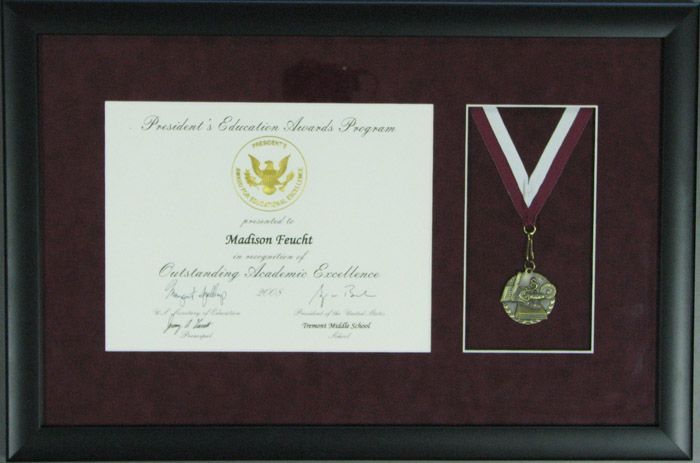 President's Education Awards Program
PRESIDENT'S
AWARD FOR EDUCATIONAL EXCELLENCE
presented to
Madison Feucht
in recognition of
Outstanding Academic Excellence
2008
U.S. Secretary of Education
President of the United States
Tremont Middle School
Principal
School